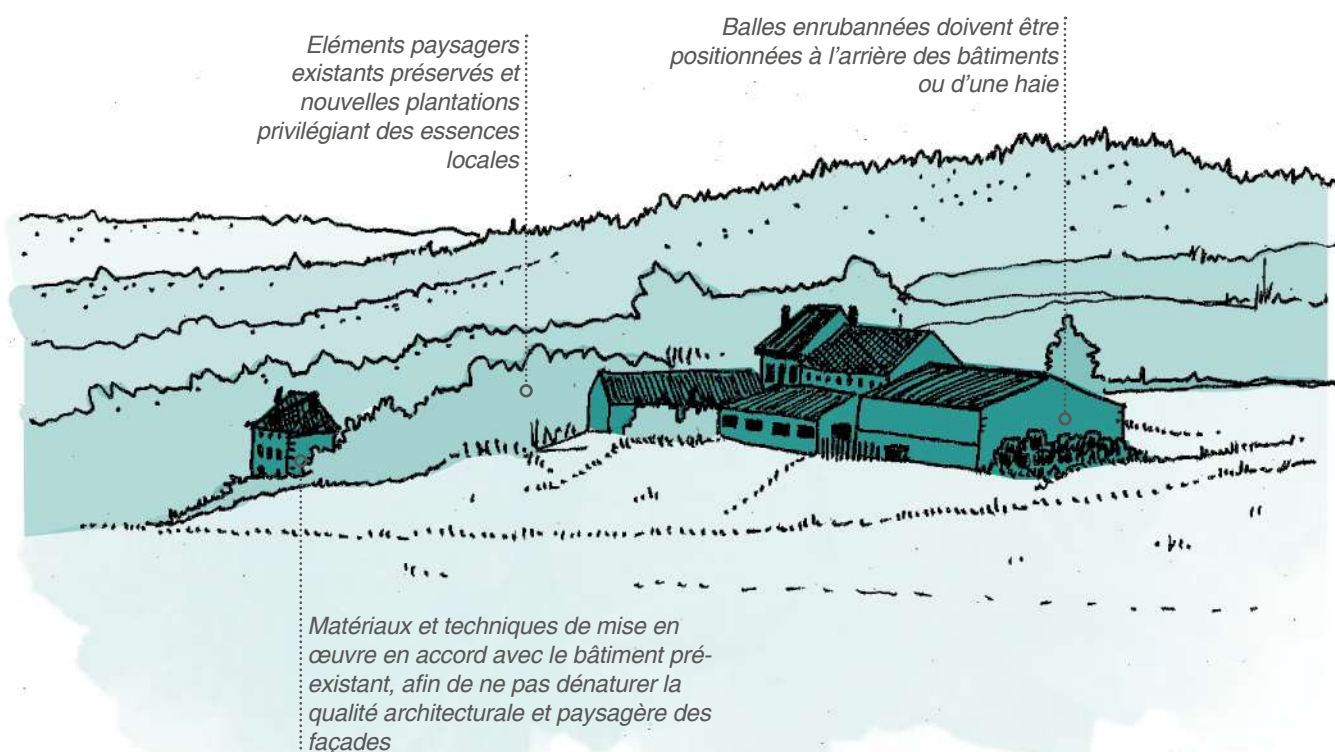 Eléments paysagers
existants préservés et
nouvelles plantations
privilégiant des essences
locales
Balles enrubannées doivent être
positionnées à l’arrière des bâtiments
ou d’une haie
Matériaux et techniques de mise en
œuvre en accord avec le bâtiment pré-
existant, afin de ne pas dénaturer la
qualité architecturale et paysagère des
façades